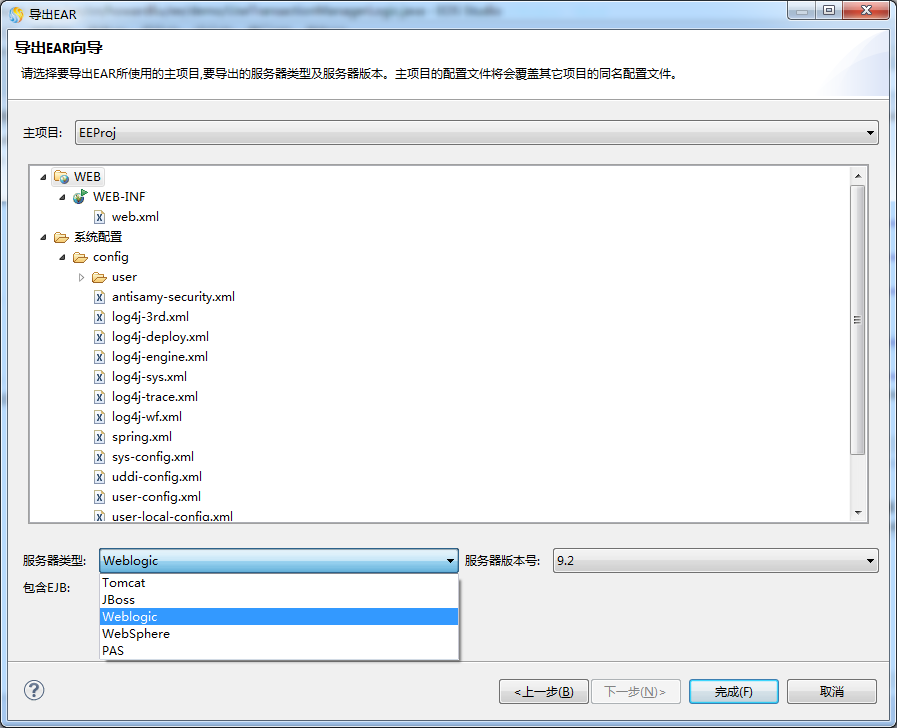 导出EAR
导出EAR向导
请选择要导出EAR所使用的主项目,要导出的服务器类型及服务器版本。主项目的配置文件将会覆盖其它项目的同名配置文件。
主项目: EEProj
WEB
WEB-INF
web.xml
系统配置
config
user
antisamy-security.xml
log4j-3rd.xml
log4j-deploy.xml
log4j-engine.xml
log4j-sys.xml
log4j-trace.xml
log4j-wf.xml
spring.xml
sys-config.xml
uddi-config.xml
user-config.xml
user-local-config.xml
服务器类型: Weblogic 服务器版本号: 9.2
包含EJB:
Tomcat
JBoss
Weblogic
WebSphere
PAS
<上一步(B) 下一步(N)> 完成(F) 取消